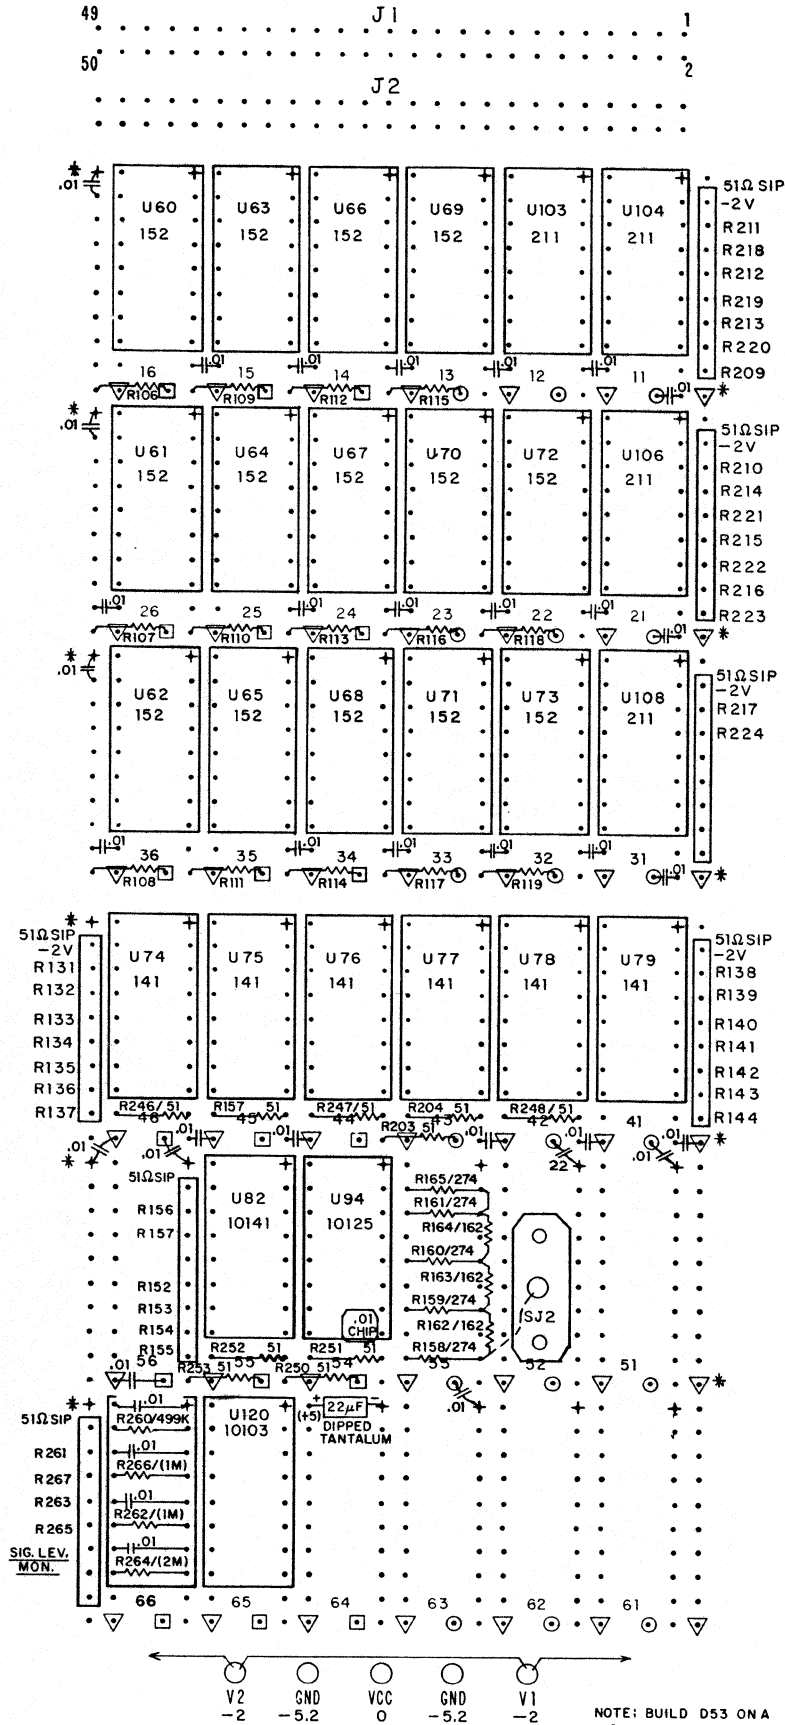 49 J1 1
50 2
J2
* .01
U60 U63 U66 U69 U103 U104
152 152 152 152 211 211
51Ω SIP
-2V
R211
R218
R212
R219
R213
R220
R209
.01 .01 .01 .01 .01
16 15 14 13 12 11 .01
R106 R109 R112 R115 *
* .01
U61 U64 U67 U70 U72 U106
152 152 152 152 152 211
51Ω SIP
-2V
R210
R214
R221
R215
R222
R216
R223
.01 .01 .01 .01 .01
26 25 24 23 22 21 .01
R107 R110 R113 R116 R118 *
* .01
U62 U65 U68 U71 U73 U108
152 152 152 152 152 211
51Ω SIP
-2V
R217
R224
.01 .01 .01 .01 .01
36 35 34 33 32 31 .01
R108 R111 R114 R117 R119 *
*
51Ω SIP
-2V
R131
R132
R133
R134
R135
R136
R137
U74 U75 U76 U77 U78 U79
141 141 141 141 141 141
51Ω SIP
-2V
R138
R139
R140
R141
R142
R143
R144
R246/51 R157 51 R247/51 R204 51 R248/51
46 45 44 43 42 41
R203 51
* .01 .01 .01 .01 .01 22 .01 .01 .01 *
51Ω SIP
R156
R157
R152
R153
R154
R155
U82 U94
10141 10125
.01
CHIP
R165/274
R161/274
R164/162
R160/274
R163/162
R159/274
R162/162
R158/274
SJ2
R252 51 R251 51
.01 56 55 54 53 52 51
R253 51 R250 51 .01 *
*
51Ω SIP
R261
R267
R263
R265
SIG. LEV.
MON.
.01
R260/499K
.01
R266/(1M)
.01
R262/(1M)
.01
R264/(2M)
U120
10103
+ 22µF -
(+5)
DIPPED
TANTALUM
66 65 64 63 62 61
V2 GND VCC GND V1
-2 -5.2 0 -5.2 -2
NOTE: BUILD D53 ON A